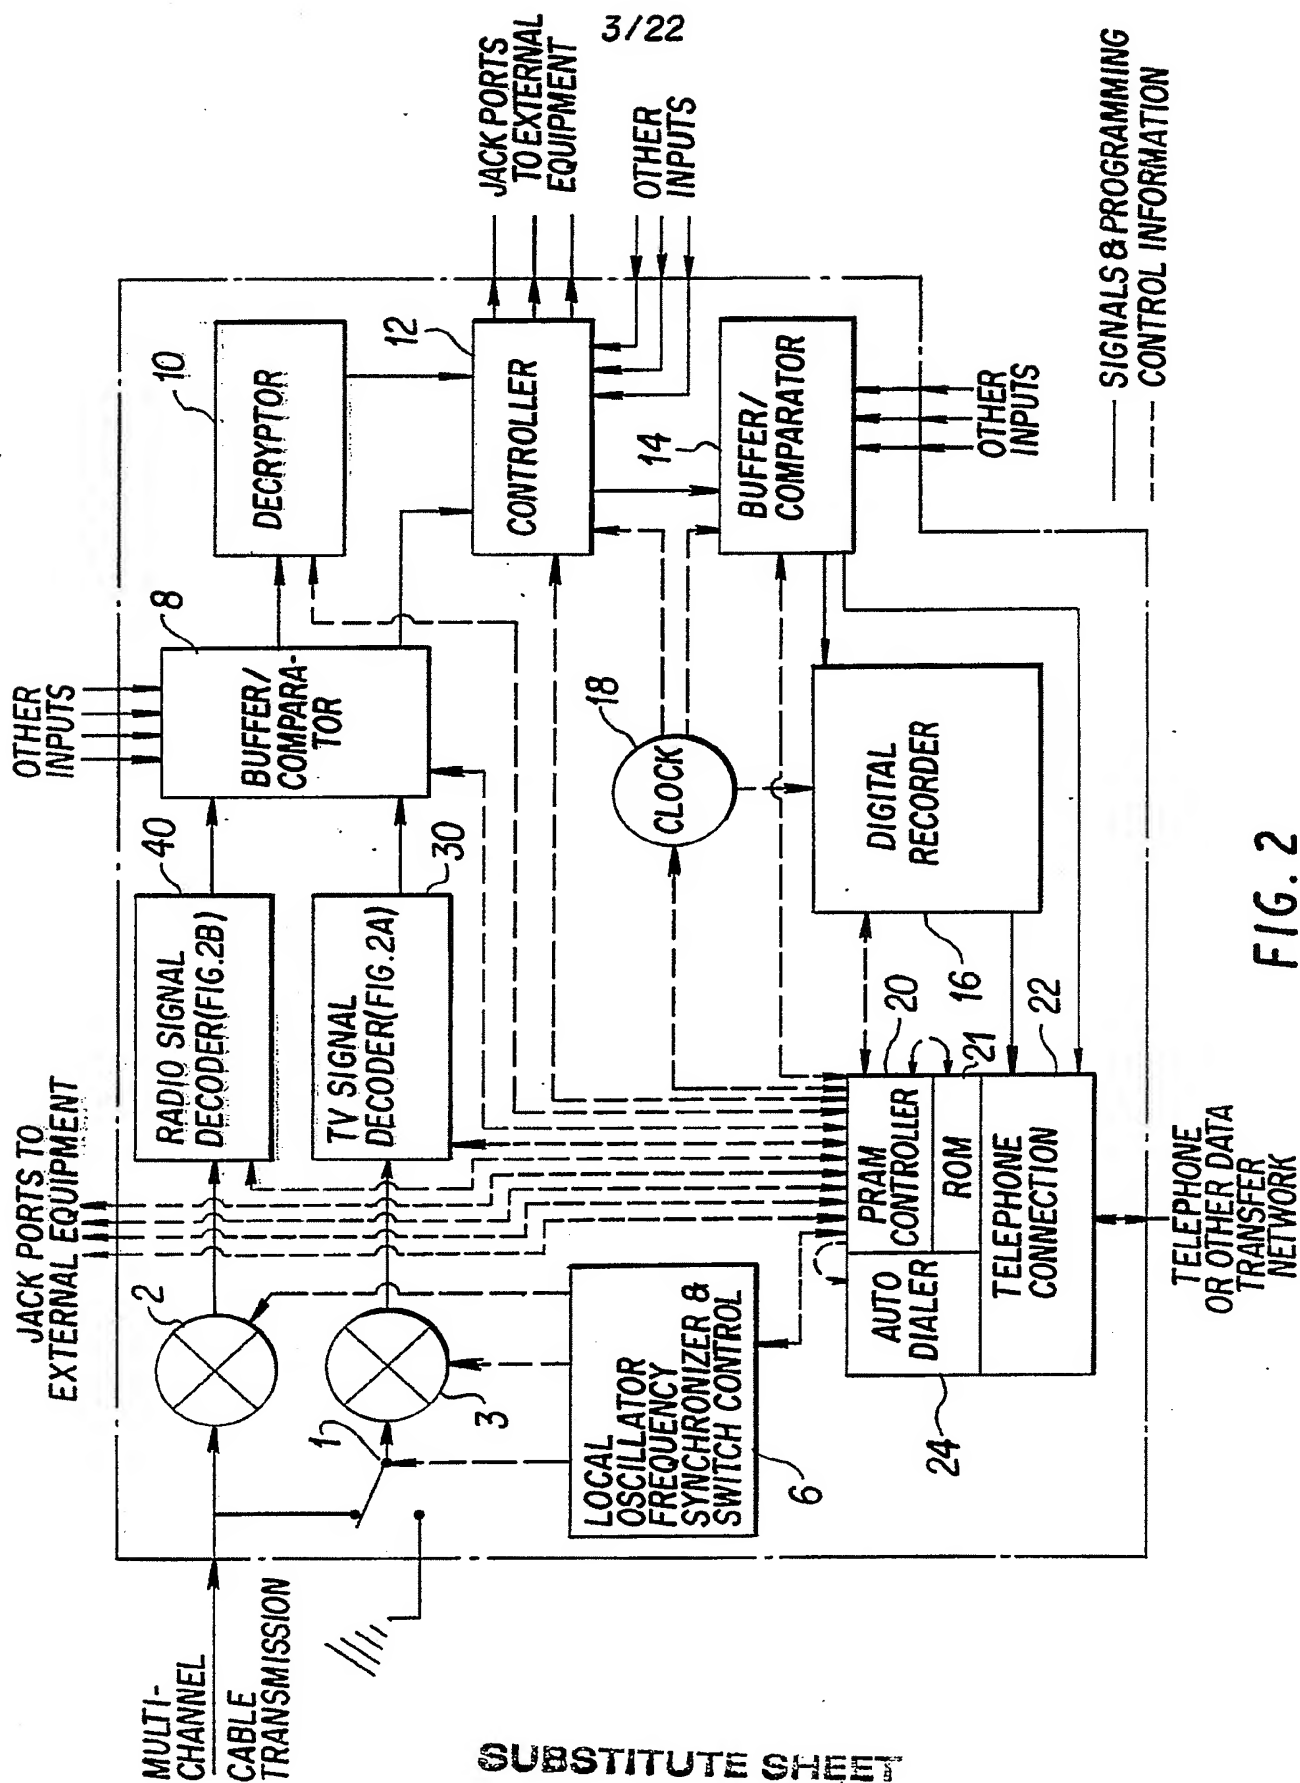 3/22
MULTI-
CHANNEL
CABLE
TRANSMISSION
JACK PORTS TO
EXTERNAL EQUIPMENT
OTHER
INPUTS
2
40
RADIO SIGNAL
DECODER(FIG.2B)
8
BUFFER/
COMPARA-
TOR
10
DECRYPTOR
1
3
TV SIGNAL
DECODER(FIG.2A)
30
12
CONTROLLER
JACK PORTS
TO EXTERNAL
EQUIPMENT
OTHER
INPUTS
LOCAL
OSCILLATOR
FREQUENCY
SYNCHRONIZER &
SWITCH CONTROL
6
18
CLOCK
14
BUFFER/
COMPARATOR
OTHER
INPUTS
DIGITAL
RECORDER
16
AUTO
DIALER
24
PRAM
CONTROLLER
20
ROM
21
TELEPHONE
CONNECTION
22
TELEPHONE
OR OTHER DATA
TRANSFER
NETWORK
SIGNALS & PROGRAMMING
CONTROL INFORMATION
FIG. 2
SUBSTITUTE SHEET